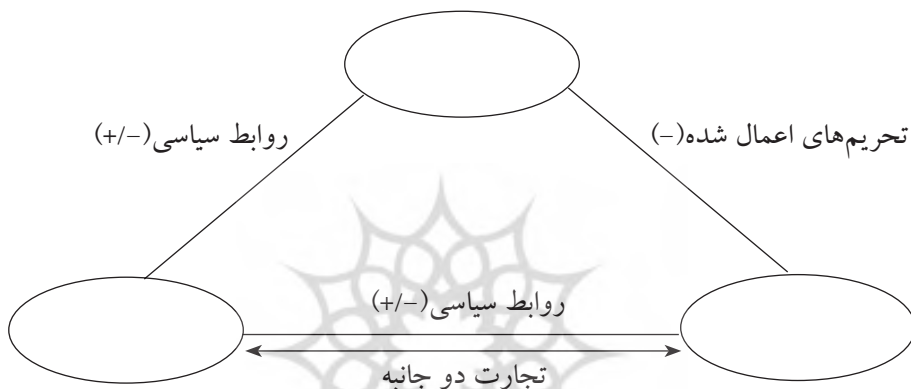 تحریم‌های اعمال شده(−)
روابط سیاسی(−/+)
روابط سیاسی(−/+)
تجارت دو جانبه